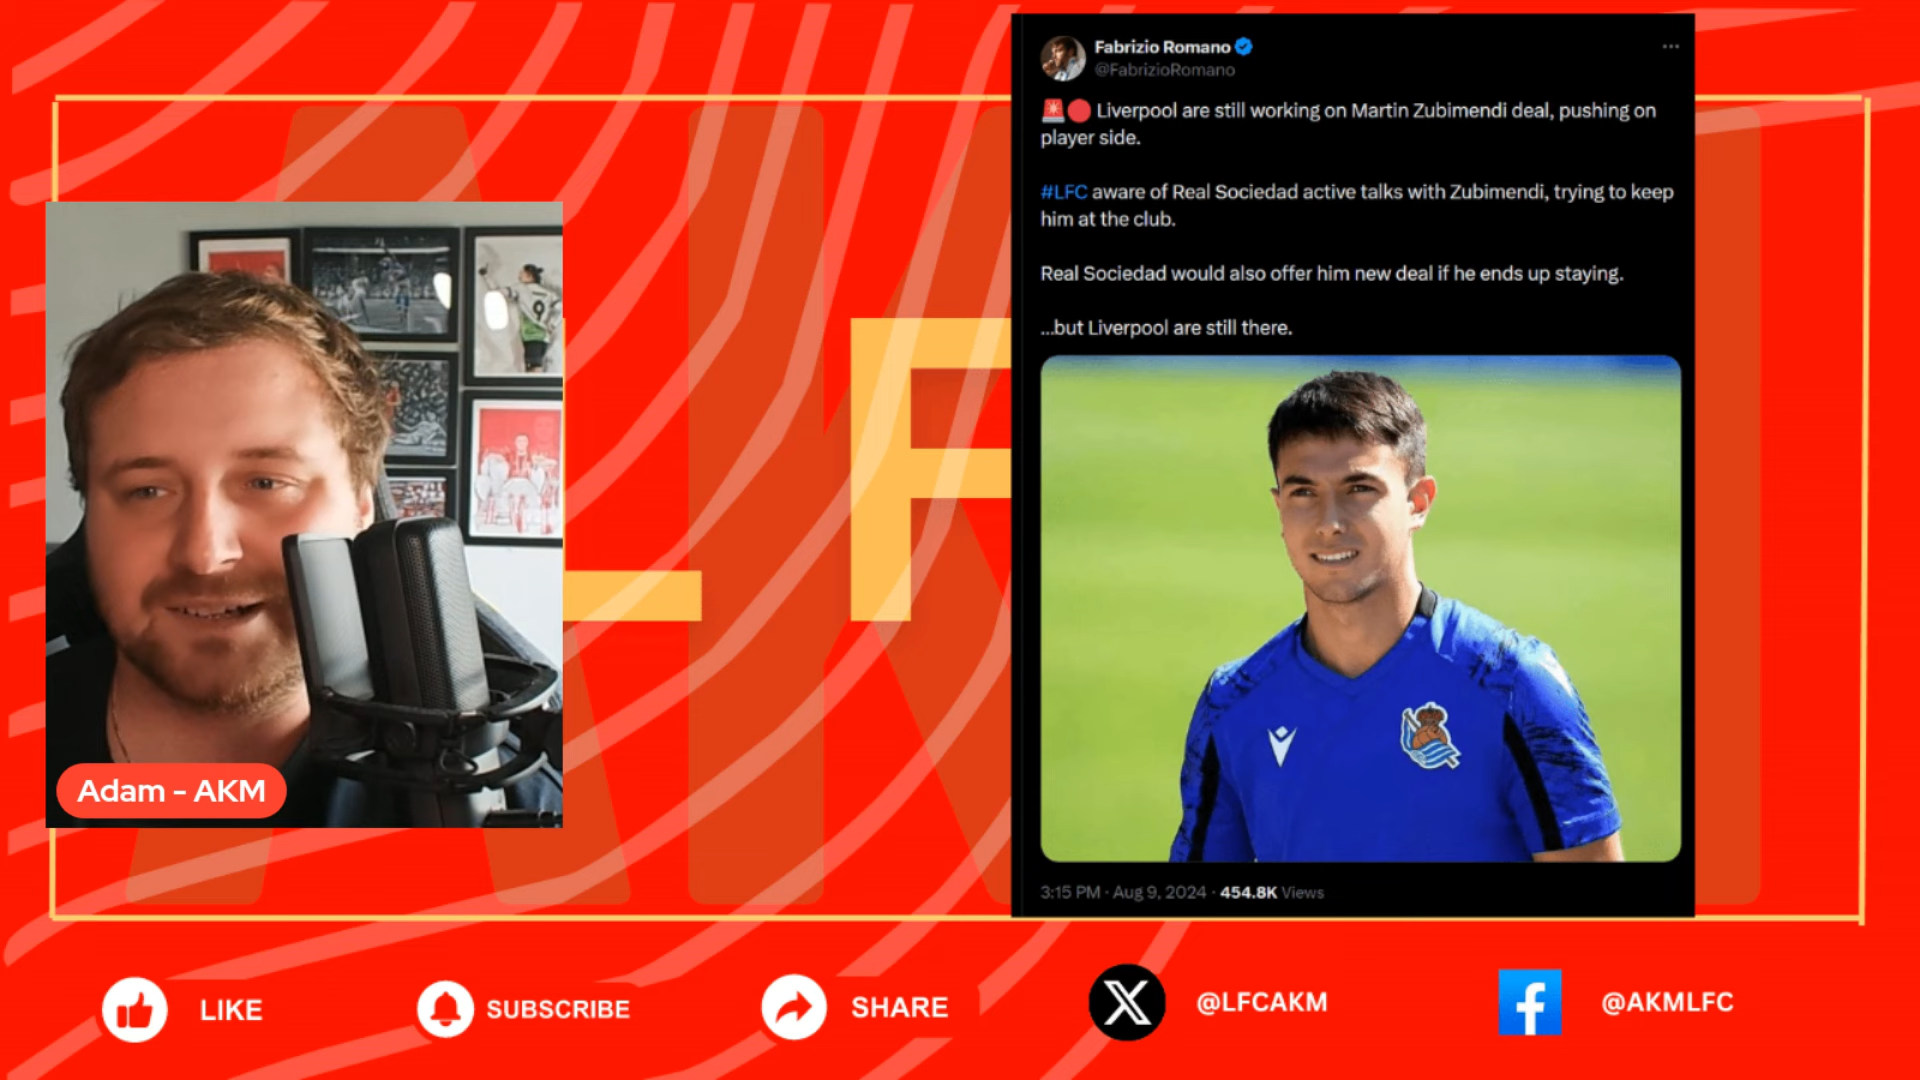 Fabrizio Romano
@FabrizioRomano
🚨🔴 Liverpool are still working on Martin Zubimendi deal, pushing on
player side.
#LFC aware of Real Sociedad active talks with Zubimendi, trying to keep
him at the club.
Real Sociedad would also offer him new deal if he ends up staying.
...but Liverpool are still there.
3:15 PM · Aug 9, 2024 · 454.8K Views
L F
AKM
9
Adam - AKM
LIKE
SUBSCRIBE
SHARE
@LFCAKM
@AKMLFC